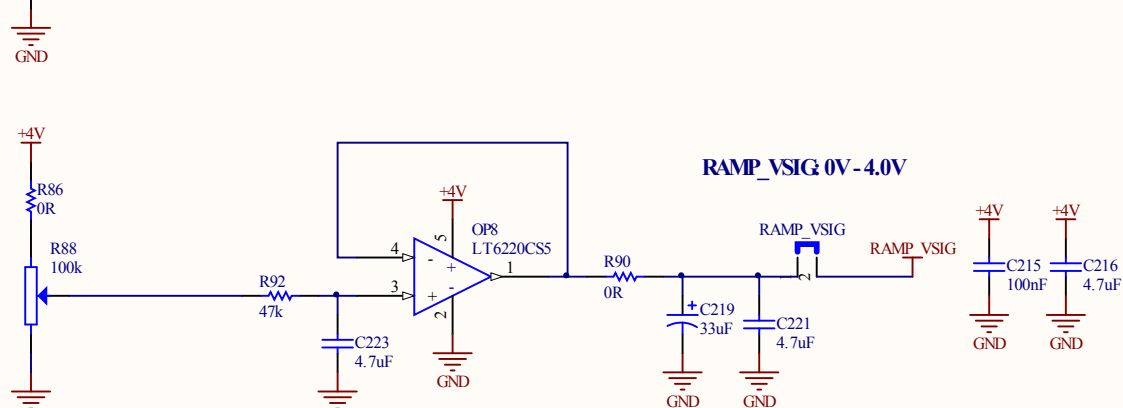 GND
+4V
R86
0R
R88
100k
R92
47k
C223
4.7uF
4
3
+4V
5
OP8
LT6220CS5
-
+
+
-
1
2
GND
R90
0R
RAMP_VSIG: 0V - 4.0V
C219
+
33uF
GND
C221
4.7uF
GND
RAMP_VSIG
1
2
RAMP_VSIG
+4V
C215
100nF
GND
+4V
C216
4.7uF
GND